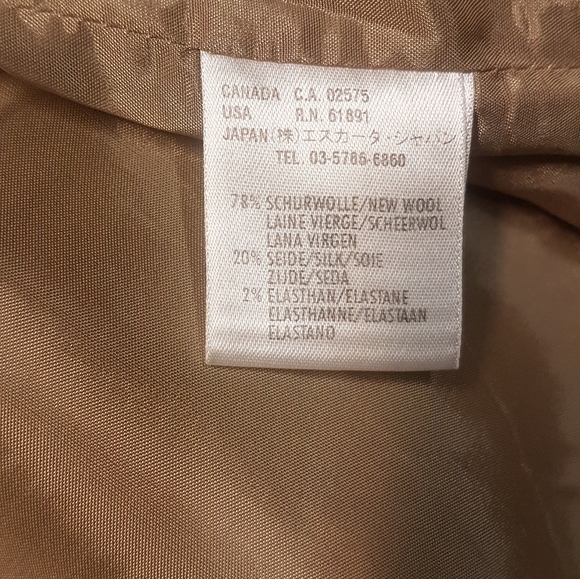 CANADA C.A. 02575
USA R.N. 61891
JAPAN (株)エスカータ・ジャパン
TEL. 03-5786-6860
78% SCHURWOLLE/NEW WOOL
LAINE VIERGE/SCHEERWOL
LANA VIRGEN
20% SEIDE/SILK/SOIE
ZIJDE/SEDA
2% ELASTHAN/ELASTANE
ELASTHANNE/ELASTAAN
ELASTANO